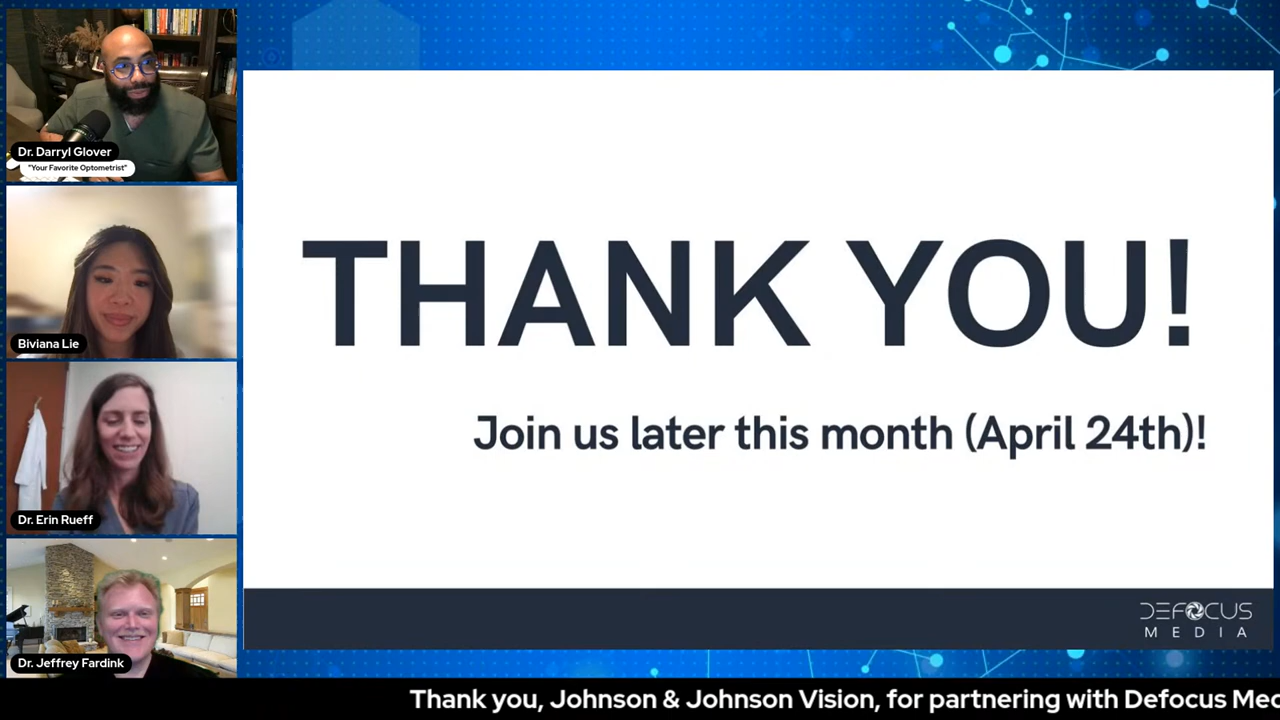 Dr. Darryl Glover
"Your Favorite Optometrist"
Biviana Lie
Dr. Erin Rueff
Dr. Jeffrey Fardink
THANK YOU!
Join us later this month (April 24th)!
DEFOCUS
MEDIA
Thank you, Johnson & Johnson Vision, for partnering with Defocus Med